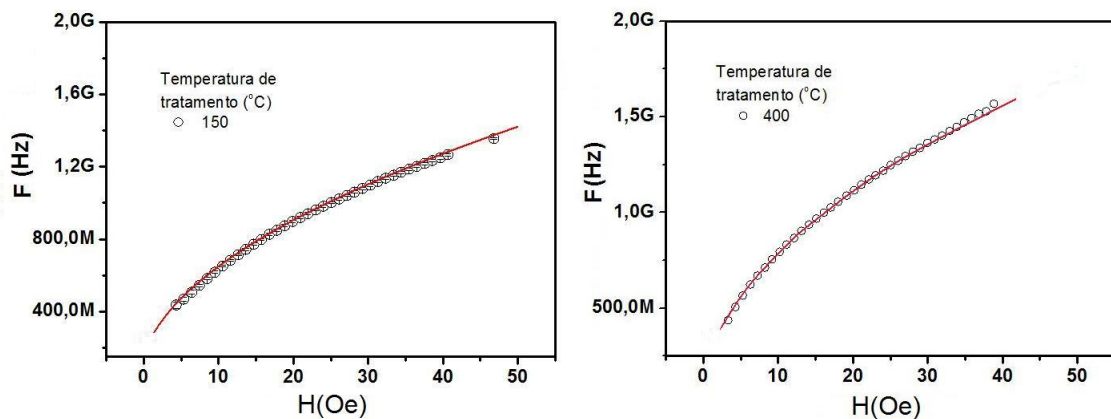 2,0G
1,6G
1,2G
800,0M
400,0M
F (Hz)
Temperatura de
tratamento (°C)
150
0 10 20 30 40 50
H(Oe)
2,0G
1,5G
1,0G
500,0M
F(Hz)
Temperatura de
tratamento (°C)
400
0 10 20 30 40 50
H(Oe)